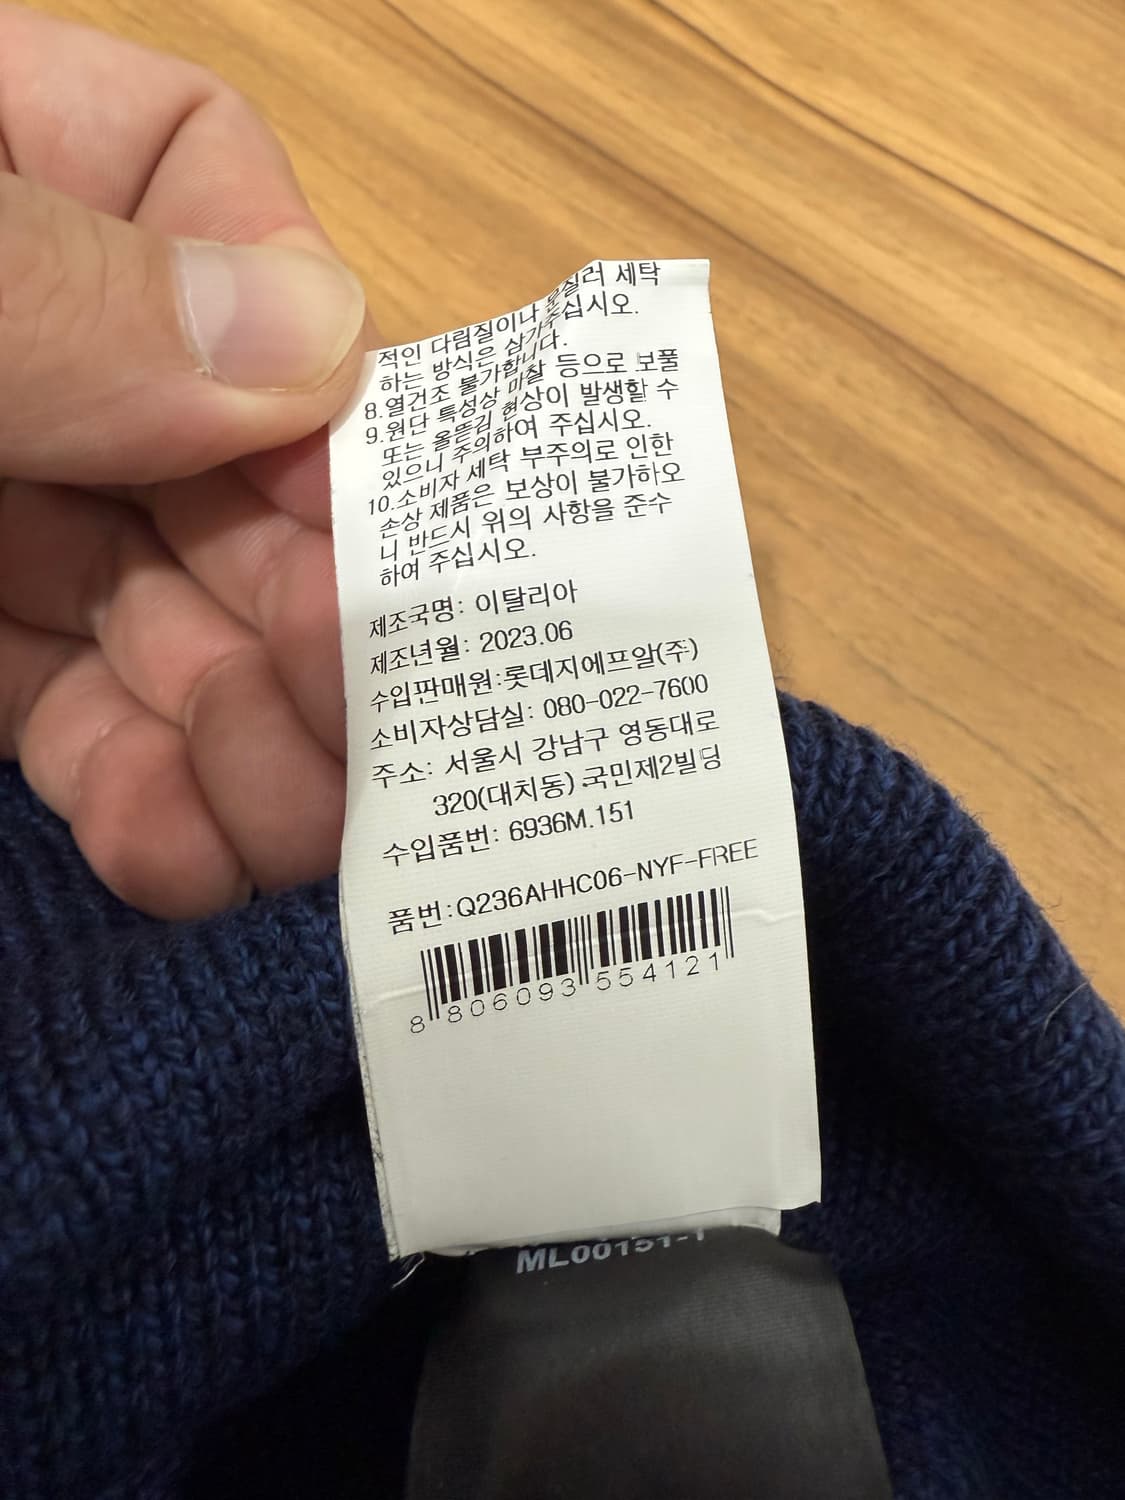 실러 세탁
적인 다림질이나 주십시오.
하는 방식은 삼가
8.열건조 불가합니다.
9.원단 특성상 마찰 등으로 보풀
또는 올뜯김 현상이 발생할 수
있으니 주의하여 주십시오.
10.소비자 세탁 부주의로 인한
손상 제품은 보상이 불가하오
니 반드시 위의 사항을 준수
하여 주십시오.
제조국명: 이탈리아
제조년월: 2023.06
수입판매원:롯데지에프알(주)
소비자상담실: 080-022-7600
주소: 서울시 강남구 영동대로
320(대치동) 국민제2빌딩
수입품번: 6936M.151
품번:Q236AHHC06-NYF-FREE
8 806093 554121
ML00151-1